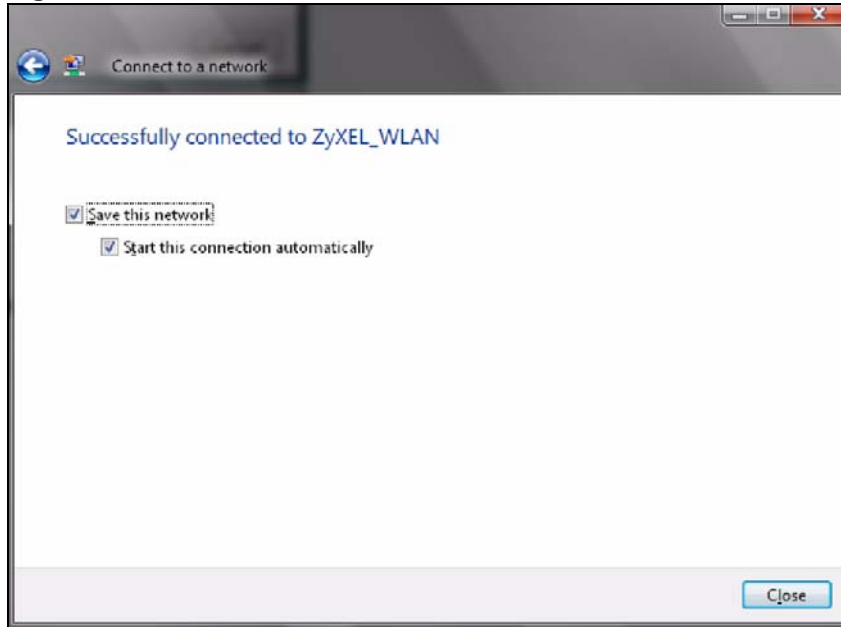 Connect to a network
Successfully connected to ZyXEL_WLAN
Save this network
Start this connection automatically
Close